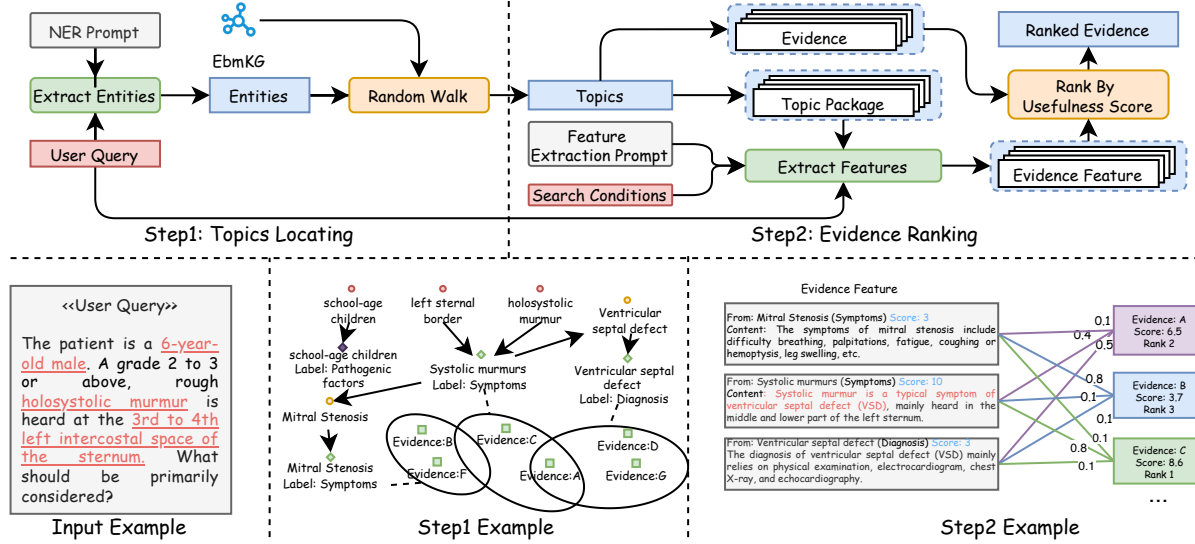 NER Prompt
EbmKG
Extract Entities
Entities
Random Walk
User Query
Step1: Topics Locating
Evidence
Ranked Evidence
Topics
Topic Package
Rank By
Usefulness Score
Feature
Extraction Prompt
Extract Features
Evidence Feature
Search Conditions
Step2: Evidence Ranking
<<User Query>>
The patient is a 6-year-
old male. A grade 2 to 3
or above, rough
holosystolic murmur is
heard at the 3rd to 4th
left intercostal space of
the sternum. What
should be primarily
considered?
Input Example
school-age
children
left sternal
border
holosystolic
murmur
Ventricular
septal defect
school-age children
Label: Pathogenic
factors
Systolic murmurs
Label: Symptoms
Ventricular septal
defect
Label: Diagnosis
Mitral Stenosis
Mitral Stenosis
Label: Symptoms
Evidence:B
Evidence:C
Evidence:D
Evidence:F
Evidence:A
Evidence:G
Step1 Example
Evidence Feature
From: Mitral Stenosis (Symptoms) Score: 3
Content: The symptoms of mitral stenosis include
difficulty breathing, palpitations, fatigue, coughing or
hemoptysis, leg swelling, etc.
From: Systolic murmurs (Symptoms) Score: 10
Content: Systolic murmur is a typical symptom of
ventricular septal defect (VSD), mainly heard in the
middle and lower part of the left sternum.
From: Ventricular septal defect (Diagnosis) Score: 3
The diagnosis of ventricular septal defect (VSD) mainly
relies on physical examination, electrocardiogram, chest
X-ray, and echocardiography.
0.1
0.4
0.5
0.8
0.1
0.1
0.1
0.8
0.1
Evidence: A
Score: 6.5
Rank 2
Evidence: B
Score: 3.7
Rank 3
Evidence: C
Score: 8.6
Rank 1
...
Step2 Example